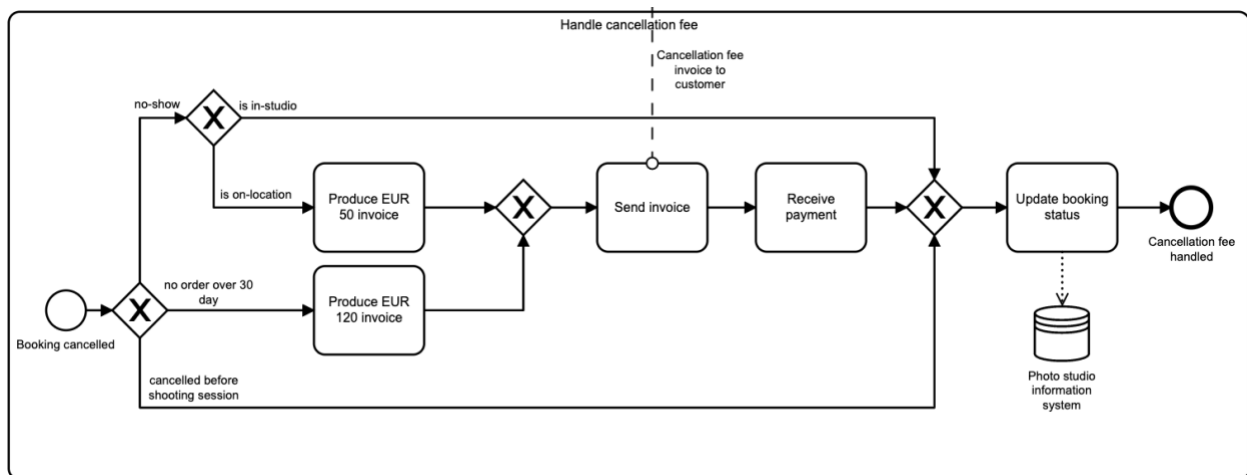 Handle cancellation fee
Cancellation fee
invoice to
customer
no-show
is in-studio
is on-location
Produce EUR
50 invoice
Send invoice
Receive
payment
Update booking
status
Cancellation fee
handled
no order over 30
day
Produce EUR
120 invoice
Booking cancelled
cancelled before
shooting session
Photo studio
information
system